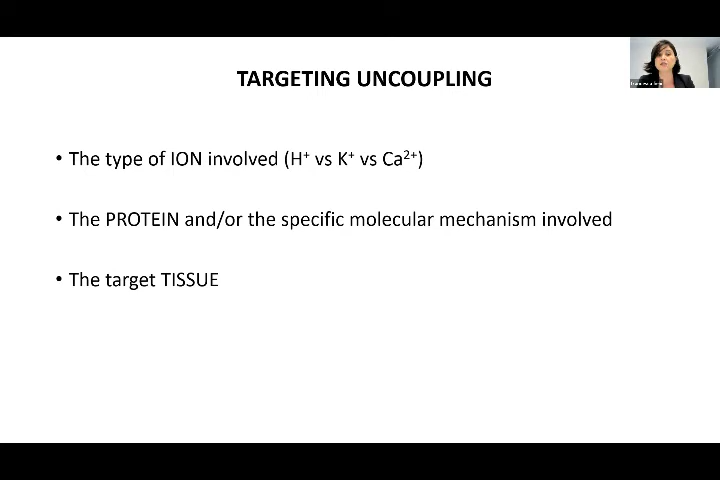 TARGETING UNCOUPLING
• The type of ION involved (H⁺ vs K⁺ vs Ca²⁺)
• The PROTEIN and/or the specific molecular mechanism involved
• The target TISSUE